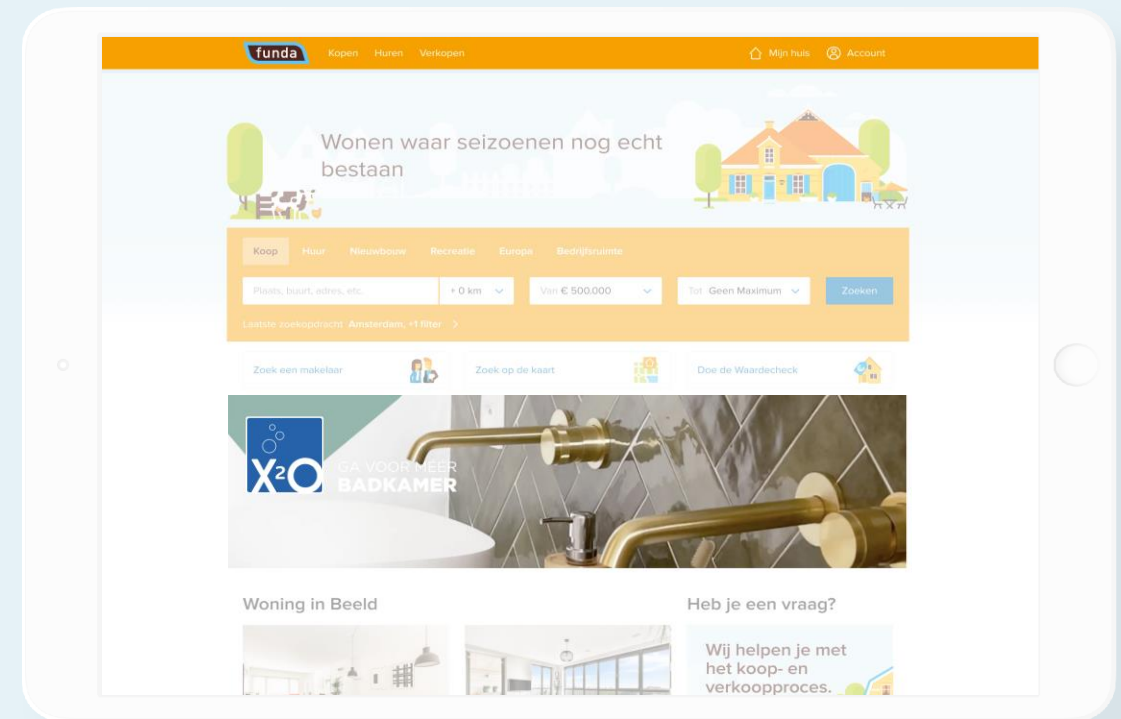 funda Kopen Huren Verkopen Mijn huis Account
Wonen waar seizoenen nog echt
bestaan
Koop Huur Nieuwbouw Recreatie Europa Bedrijfsruimte
Plaats, buurt, adres, etc. + 0 km Van € 500.000 Tot Geen Maximum Zoeken
Laatste zoekopdracht Amsterdam, +1 filter
Zoek een makelaar Zoek op de kaart Doe de Waardecheck
X2O
GA VOOR MEER
BADKAMER
Woning in Beeld
Heb je een vraag?
Wij helpen je met
het koop- en
verkoopproces.